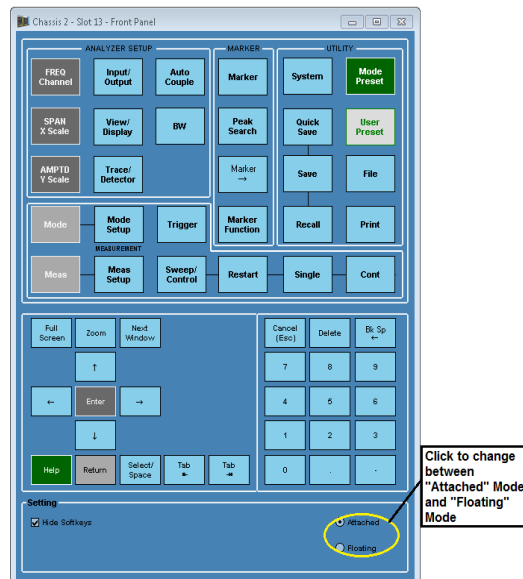 Chassis 2 - Slot 13 - Front Panel
ANALYZER SETUP
MARKER
UTILITY
FREQ
Channel
Input/
Output
Auto
Couple
Marker
System
Mode
Preset
SPAN
X Scale
View/
Display
BW
Peak
Search
Quick
Save
User
Preset
AMPTD
Y Scale
Trace/
Detector
Marker
→
Save
File
Mode
Mode
Setup
Trigger
Marker
Function
Recall
Print
MEASUREMENT
Meas
Meas
Setup
Sweep/
Control
Restart
Single
Cont
Full
Screen
Zoom
Next
Window
Cancel
(Esc)
Delete
Bk Sp
←
↑
7
8
9
←
Enter
→
4
5
6
↓
1
2
3
Help
Return
Select/
Space
Tab
⇤
Tab
⇥
0
.
-
Click to change
between
"Attached" Mode
and "Floating"
Mode
Setting
Hide Softkeys
Attached
Floating